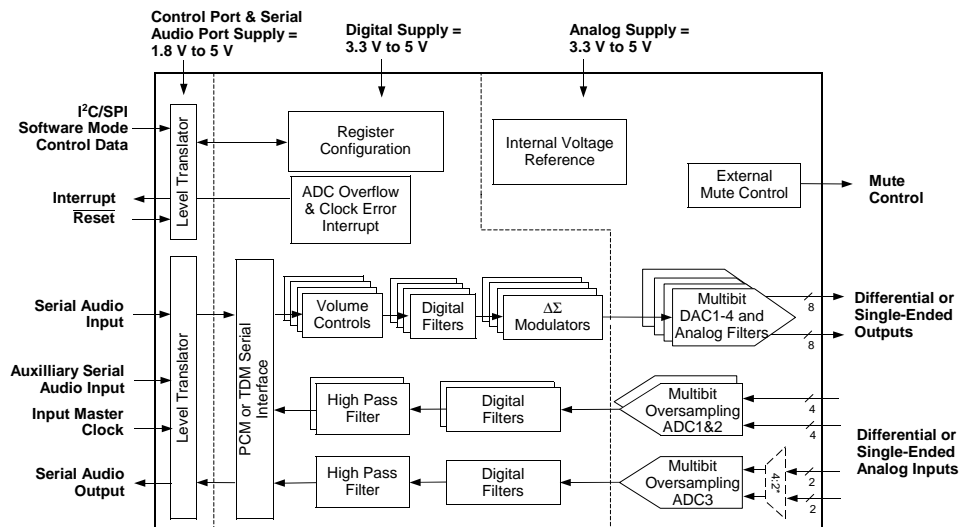 Control Port & Serial
Audio Port Supply =
1.8 V to 5 V
Digital Supply =
3.3 V to 5 V
Analog Supply =
3.3 V to 5 V
I²C/SPI
Software Mode
Control Data
Level Translator
Register
Configuration
Internal Voltage
Reference
External
Mute Control
Mute
Control
Interrupt
Reset
ADC Overflow
& Clock Error
Interrupt
Serial Audio
Input
Auxilliary Serial
Audio Input
Input Master
Clock
Serial Audio
Output
Level Translator
PCM or TDM Serial
Interface
Volume
Controls
Digital
Filters
ΔΣ
Modulators
Multibit
DAC1-4 and
Analog Filters
8
8
Differential or
Single-Ended
Outputs
High Pass
Filter
Digital
Filters
Multibit
Oversampling
ADC1&2
4
4
High Pass
Filter
Digital
Filters
Multibit
Oversampling
ADC3
4:2*
2
2
Differential or
Single-Ended
Analog Inputs